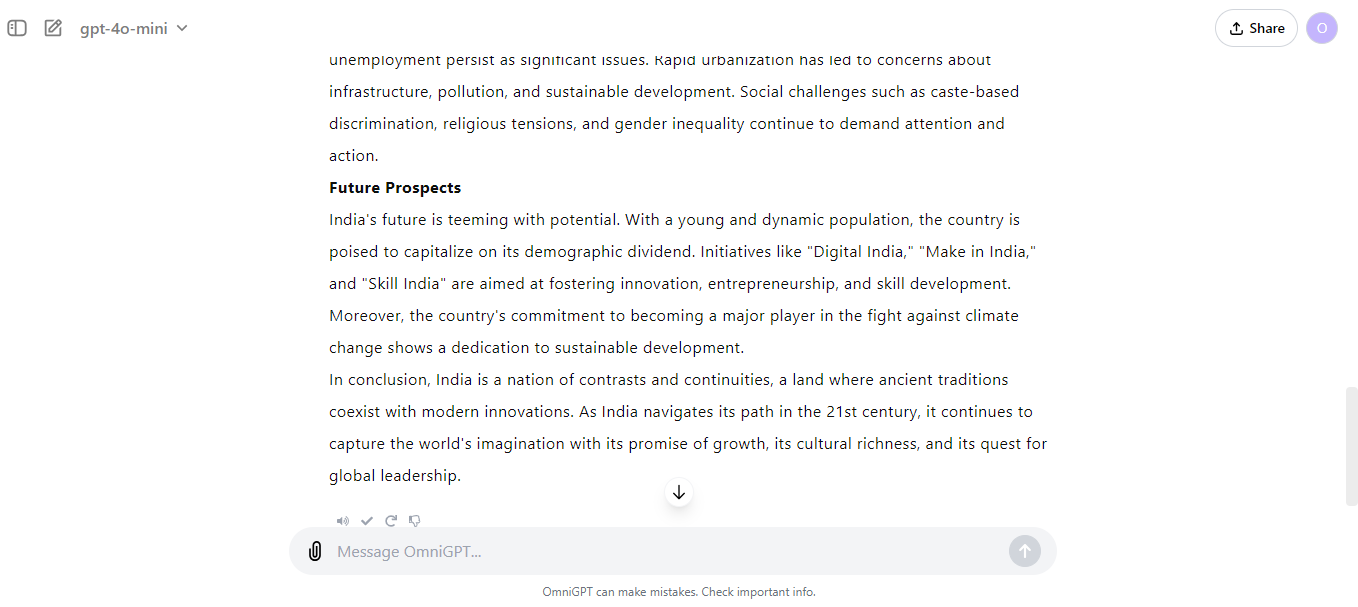 gpt-4o-mini
Share
O
unemployment persist as significant issues. Rapid urbanization has led to concerns about
infrastructure, pollution, and sustainable development. Social challenges such as caste-based
discrimination, religious tensions, and gender inequality continue to demand attention and
action.
Future Prospects
India's future is teeming with potential. With a young and dynamic population, the country is
poised to capitalize on its demographic dividend. Initiatives like "Digital India," "Make in India,"
and "Skill India" are aimed at fostering innovation, entrepreneurship, and skill development.
Moreover, the country's commitment to becoming a major player in the fight against climate
change shows a dedication to sustainable development.
In conclusion, India is a nation of contrasts and continuities, a land where ancient traditions
coexist with modern innovations. As India navigates its path in the 21st century, it continues to
capture the world's imagination with its promise of growth, its cultural richness, and its quest for
global leadership.
Message OmniGPT...
OmniGPT can make mistakes. Check important info.